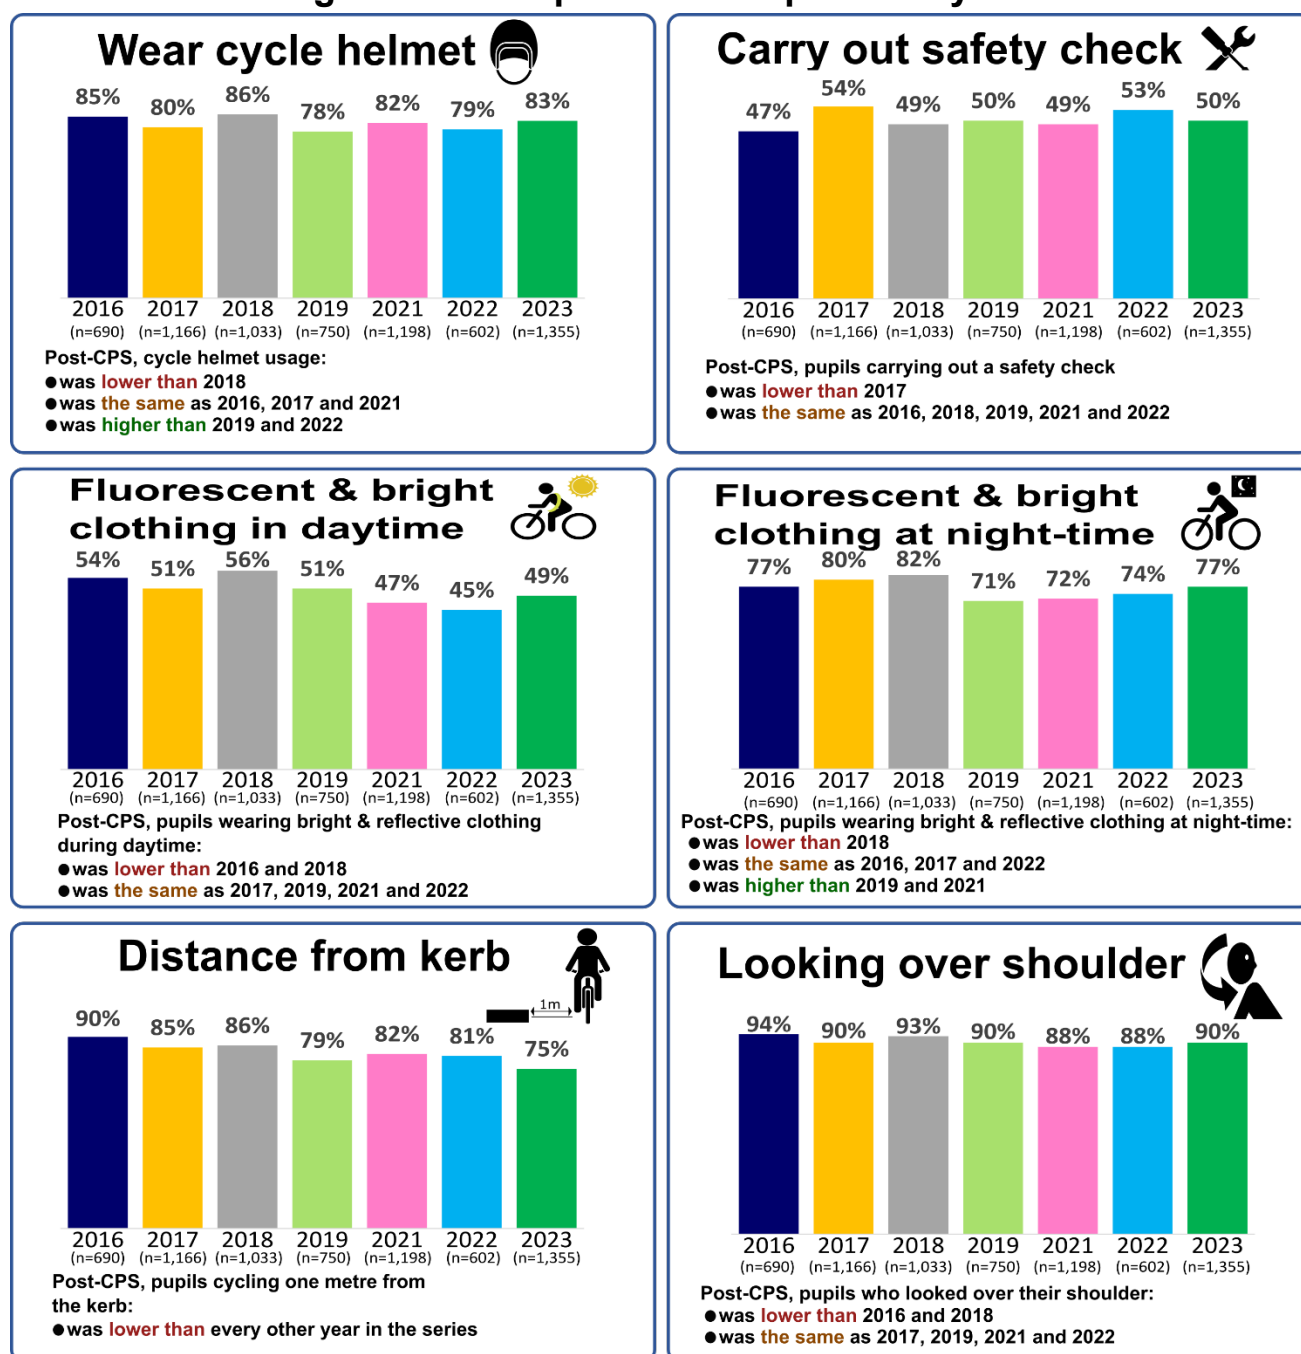 Wear cycle helmet
85% 80% 86% 78% 82% 79% 83%
2016 2017 2018 2019 2021 2022 2023
(n=690) (n=1,166) (n=1,033) (n=750) (n=1,198) (n=602) (n=1,355)
Post-CPS, cycle helmet usage:
●was lower than 2018
●was the same as 2016, 2017 and 2021
●was higher than 2019 and 2022
Carry out safety check
47% 54% 49% 50% 49% 53% 50%
2016 2017 2018 2019 2021 2022 2023
(n=690) (n=1,166) (n=1,033) (n=750) (n=1,198) (n=602) (n=1,355)
Post-CPS, pupils carrying out a safety check
●was lower than 2017
●was the same as 2016, 2018, 2019, 2021 and 2022
Fluorescent & bright
clothing in daytime
54% 51% 56% 51% 47% 45% 49%
2016 2017 2018 2019 2021 2022 2023
(n=690) (n=1,166) (n=1,033) (n=750) (n=1,198) (n=602) (n=1,355)
Post-CPS, pupils wearing bright & reflective clothing
during daytime:
●was lower than 2016 and 2018
●was the same as 2017, 2019, 2021 and 2022
Fluorescent & bright
clothing at night-time
77% 80% 82% 71% 72% 74% 77%
2016 2017 2018 2019 2021 2022 2023
(n=690) (n=1,166) (n=1,033) (n=750) (n=1,198) (n=602) (n=1,355)
Post-CPS, pupils wearing bright & reflective clothing at night-time:
●was lower than 2018
●was the same as 2016, 2017 and 2022
●was higher than 2019 and 2021
Distance from kerb
1m
90% 85% 86% 79% 82% 81% 75%
2016 2017 2018 2019 2021 2022 2023
(n=690) (n=1,166) (n=1,033) (n=750) (n=1,198) (n=602) (n=1,355)
Post-CPS, pupils cycling one metre from
the kerb:
●was lower than every other year in the series
Looking over shoulder
94% 90% 93% 90% 88% 88% 90%
2016 2017 2018 2019 2021 2022 2023
(n=690) (n=1,166) (n=1,033) (n=750) (n=1,198) (n=602) (n=1,355)
Post-CPS, pupils who looked over their shoulder:
●was lower than 2016 and 2018
●was the same as 2017, 2019, 2021 and 2022